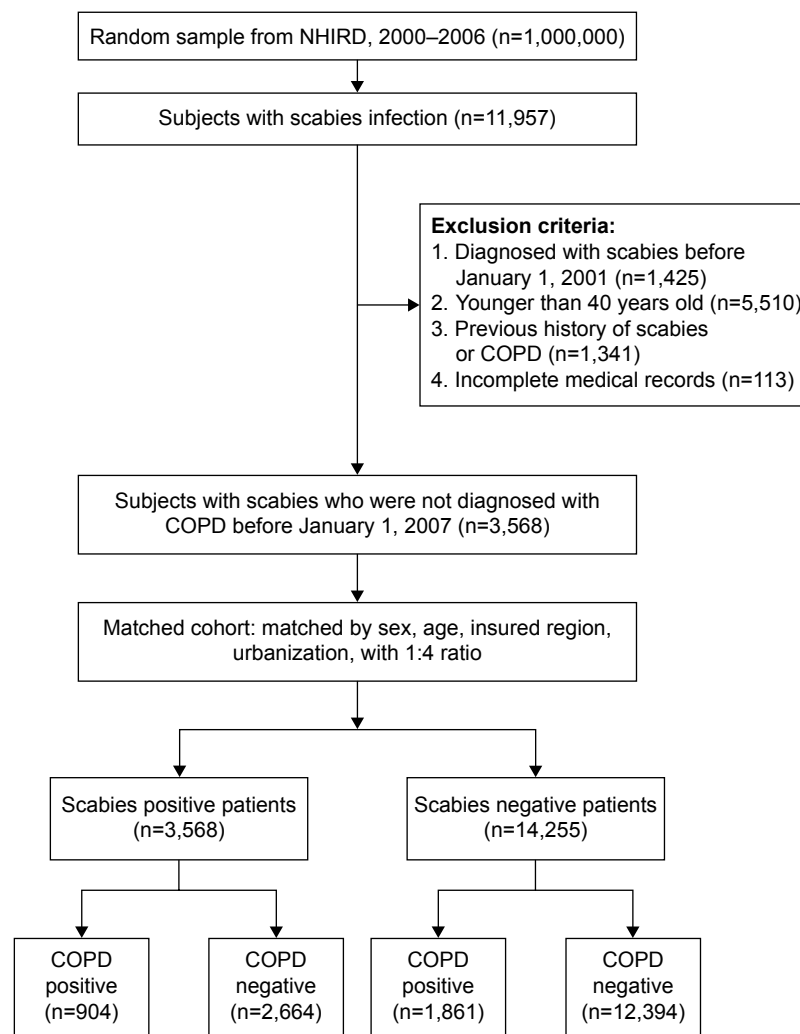 Random sample from NHIRD, 2000–2006 (n=1,000,000)
Subjects with scabies infection (n=11,957)
Exclusion criteria:
1. Diagnosed with scabies before
January 1, 2001 (n=1,425)
2. Younger than 40 years old (n=5,510)
3. Previous history of scabies
or COPD (n=1,341)
4. Incomplete medical records (n=113)
Subjects with scabies who were not diagnosed with
COPD before January 1, 2007 (n=3,568)
Matched cohort: matched by sex, age, insured region,
urbanization, with 1:4 ratio
Scabies positive patients
(n=3,568)
Scabies negative patients
(n=14,255)
COPD
positive
(n=904)
COPD
negative
(n=2,664)
COPD
positive
(n=1,861)
COPD
negative
(n=12,394)